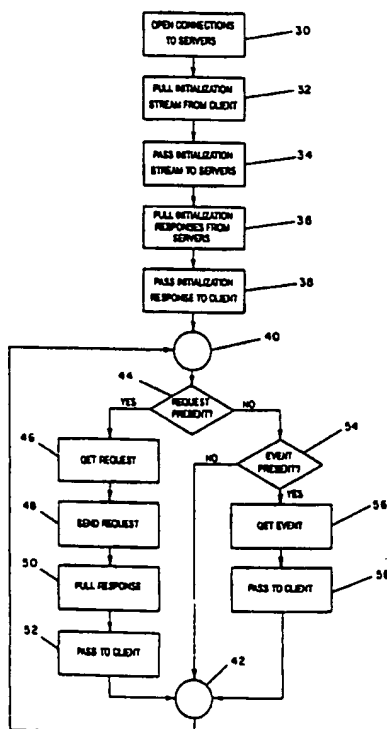 OPEN CONNECTIONS
TO SERVERS
30
PULL INITIALIZATION
STREAM FROM CLIENT
32
PASS INITIALIZATION
STREAM TO SERVERS
34
PULL INITIALIZATION
RESPONSES FROM
SERVERS
36
PASS INITIALIZATION
RESPONSE TO CLIENT
38
40
44
REQUEST
PRESENT?
YES
NO
46
GET REQUEST
54
EVENT
PRESENT?
NO
YES
48
SEND REQUEST
56
GET EVENT
50
PULL RESPONSE
58
PASS TO CLIENT
52
PASS TO CLIENT
42